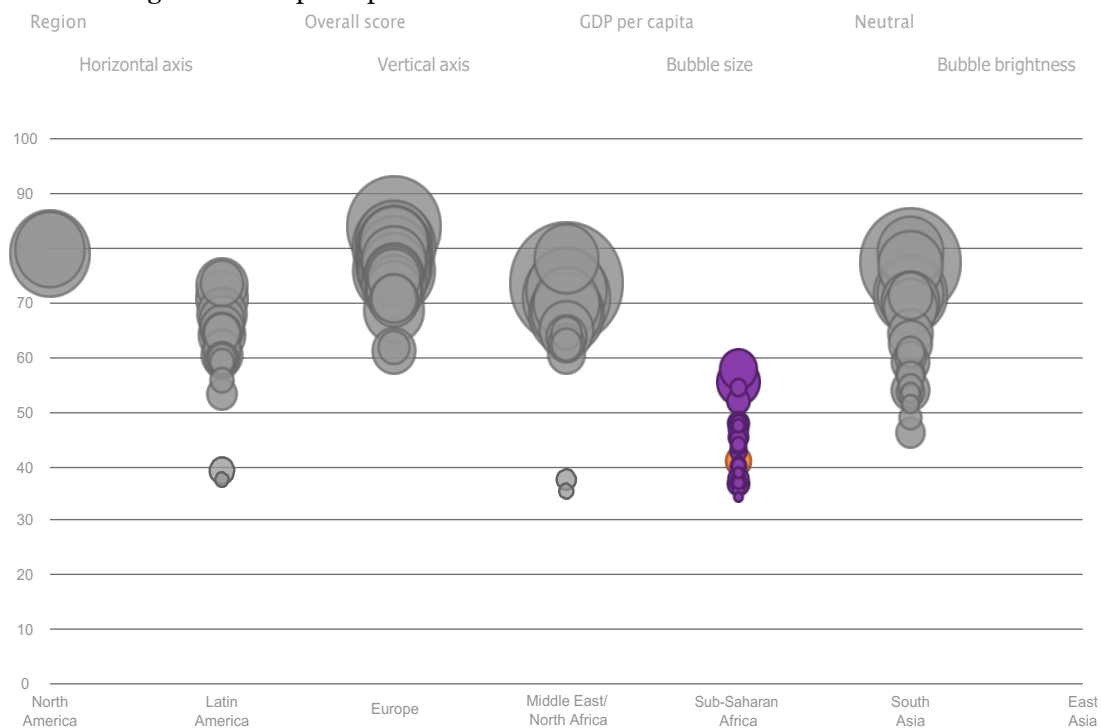 Region Overall score GDP per capita Neutral
Horizontal axis Vertical axis Bubble size Bubble brightness
100
90
70
60
50
40
30
20
10
0
North America
Latin America
Europe
Middle East/ North Africa
Sub-Saharan Africa
South Asia
East Asia